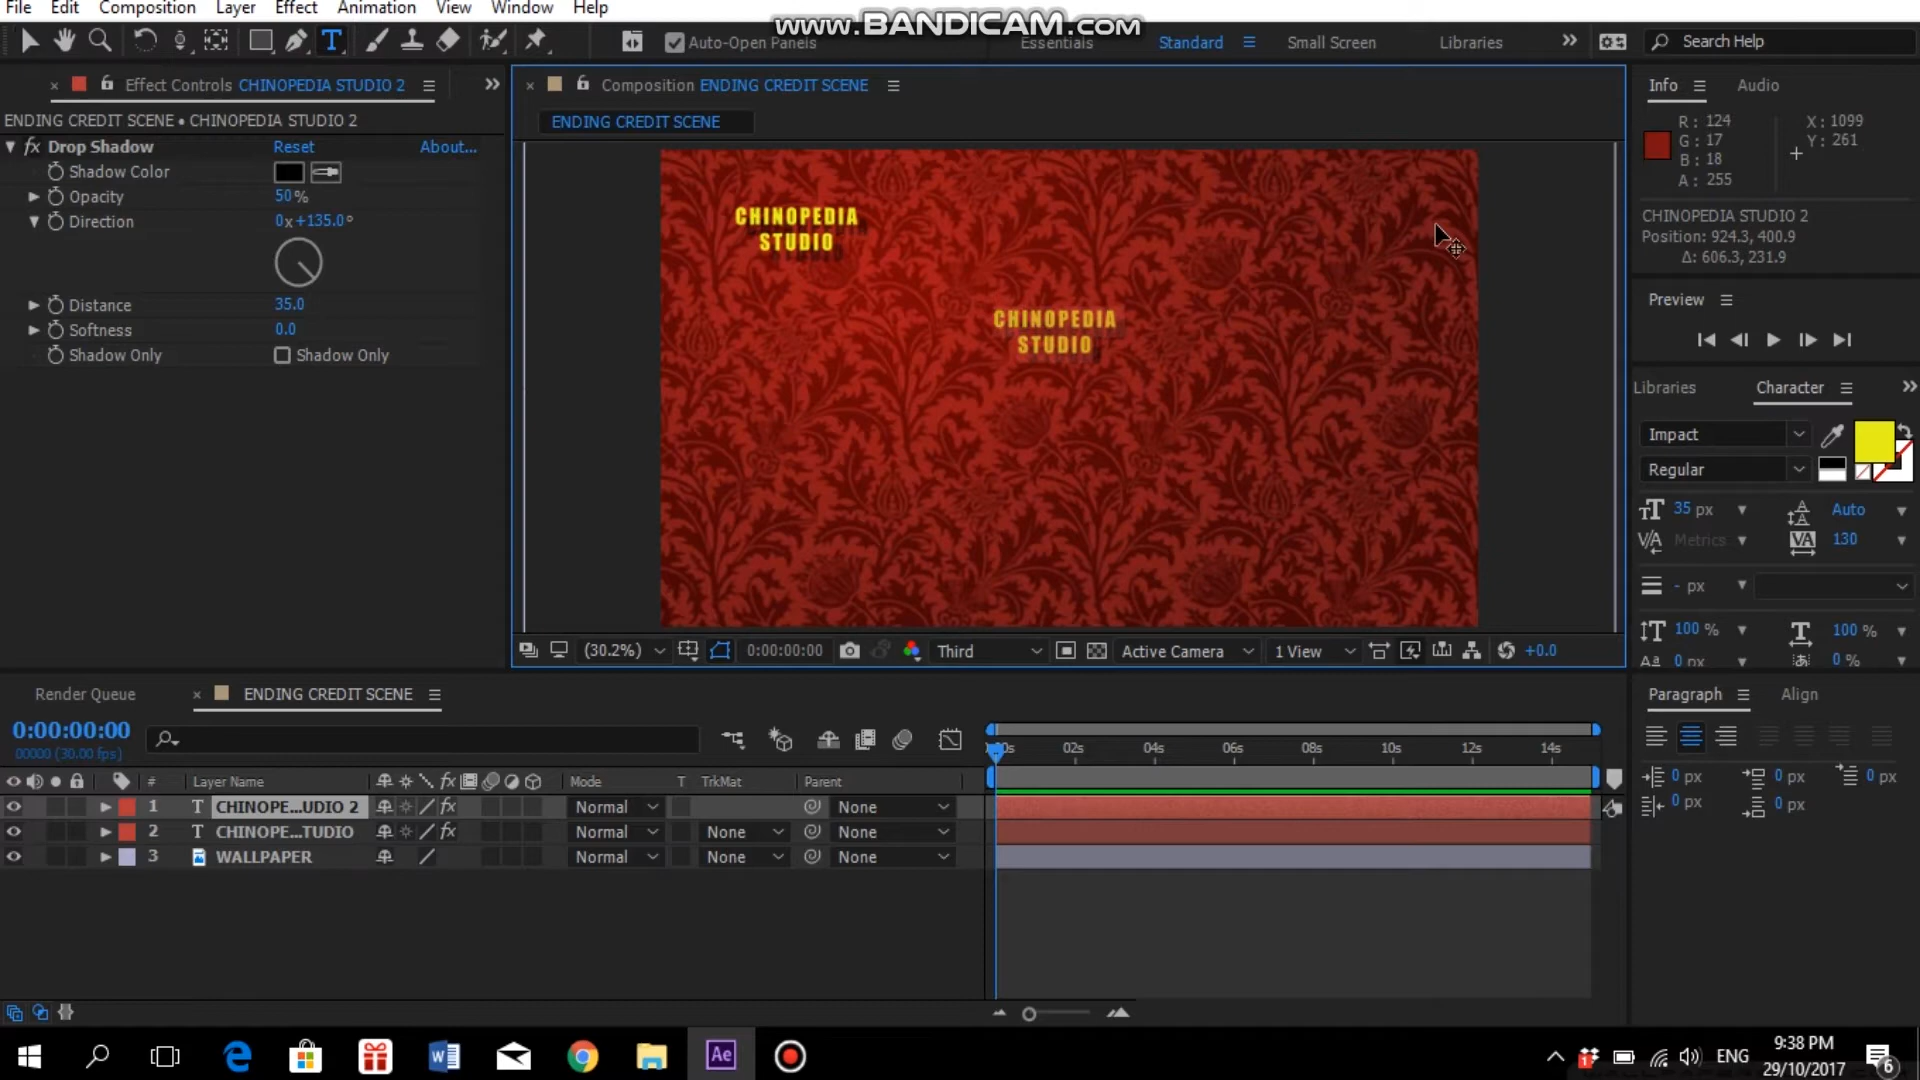 File Edit Composition Layer Effect Animation View Window Help
www.BANDICAM.com
Auto-Open Panels
Essentials
Standard
Small Screen
Libraries
Search Help
Effect Controls CHINOPEDIA STUDIO 2
ENDING CREDIT SCENE • CHINOPEDIA STUDIO 2
fx Drop Shadow Reset About...
Shadow Color
Opacity 50 %
Direction 0x +135.0°
Distance 35.0
Softness 0.0
Shadow Only Shadow Only
Composition ENDING CREDIT SCENE
ENDING CREDIT SCENE
CHINOPEDIA
STUDIO
CHINOPEDIA
STUDIO
(30.2%) 0:00:00:00 Third Active Camera 1 View +0.0
Info Audio
R: 124 X: 1099
G: 17 Y: 261
B: 18
A: 255
CHINOPEDIA STUDIO 2
Position: 924.3, 400.9
Δ: 606.3, 231.9
Preview
Libraries Character
Impact
Regular
35 px Auto
Metrics 130
- px
100 % 100 %
0 px 0 %
Paragraph Align
0 px 0 px 0 px
0 px 0 px
Render Queue ENDING CREDIT SCENE
0:00:00:00
00000 (30.00 fps)
02s 04s 06s 08s 10s 12s 14s
# Layer Name Mode T TrkMat Parent
1 T CHINOPE...UDIO 2 fx Normal None
2 T CHINOPE...TUDIO fx Normal None None
3 WALLPAPER Normal None None
Ae
1
ENG
9:38 PM
29/10/2017
6